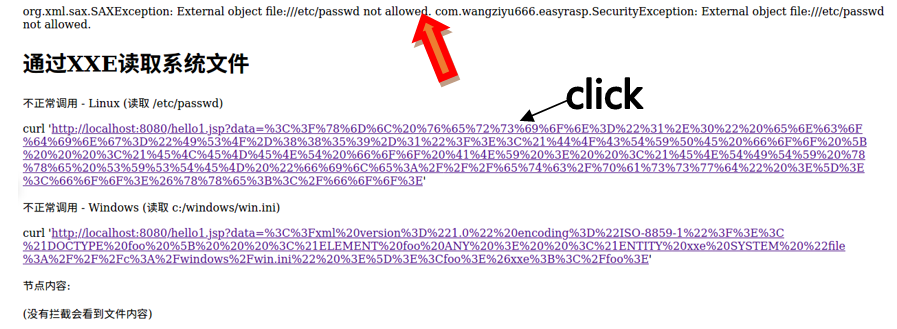 org.xml.sax.SAXException: External object file:///etc/passwd not allowed. com.wangziyu666.easyrasp.SecurityException: External object file:///etc/passwd
not allowed.
通过XXE读取系统文件
不正常调用 - Linux (读取 /etc/passwd)
click
curl 'http://localhost:8080/hello1.jsp?data=%3C%3F%78%6D%6C%20%76%65%72%73%69%6F%6E%3D%22%31%2E%30%22%20%65%6E%63%6F
%64%69%6E%67%3D%22%49%53%4F%2D%38%38%35%39%2D%31%22%3F%3E%3C%21%44%4F%43%54%59%50%45%20%66%6F%6F%20%5B
%20%20%20%3C%21%45%4C%45%4D%45%4E%54%20%66%6F%6F%20%41%4E%59%20%3E%20%20%3C%21%45%4E%54%49%54%59%20%78
%78%65%20%53%59%53%54%45%4D%20%22%66%69%6C%65%3A%2F%2F%2F%65%74%63%2F%70%61%73%73%77%64%22%20%3E%5D%3E
%3C%66%6F%6F%3E%26%78%78%65%3B%3C%2F%66%6F%6F%3E'
不正常调用 - Windows (读取 c:/windows/win.ini)
curl 'http://localhost:8080/hello1.jsp?data=%3C%3Fxml%20version%3D%221.0%22%20encoding%3D%22ISO-8859-1%22%3F%3E%3C
%21DOCTYPE%20foo%20%5B%20%20%20%3C%21ELEMENT%20foo%20ANY%20%3E%20%20%3C%21ENTITY%20xxe%20SYSTEM%20%22file
%3A%2F%2F%2Fc%3A%2Fwindows%2Fwin.ini%22%20%3E%5D%3E%3Cfoo%3E%26xxe%3B%3C%2Ffoo%3E'
节点内容:
(没有拦截会看到文件内容)